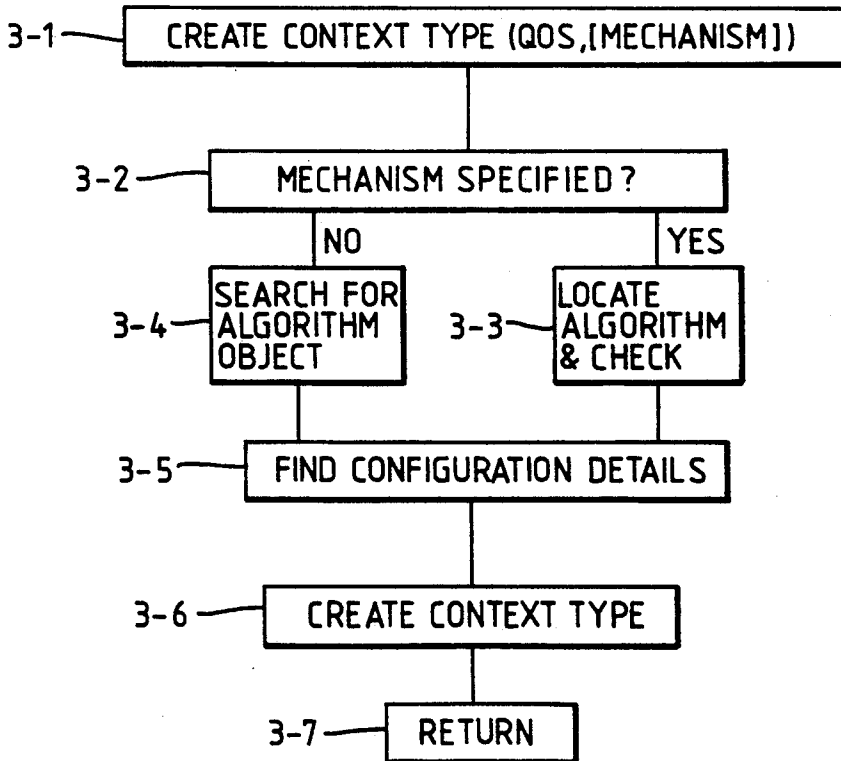 3-1 CREATE CONTEXT TYPE (QOS,[MECHANISM])
3-2 MECHANISM SPECIFIED?
NO
YES
3-4
SEARCH FOR
ALGORITHM
OBJECT
3-3
LOCATE
ALGORITHM
& CHECK
3-5 FIND CONFIGURATION DETAILS
3-6 CREATE CONTEXT TYPE
3-7 RETURN